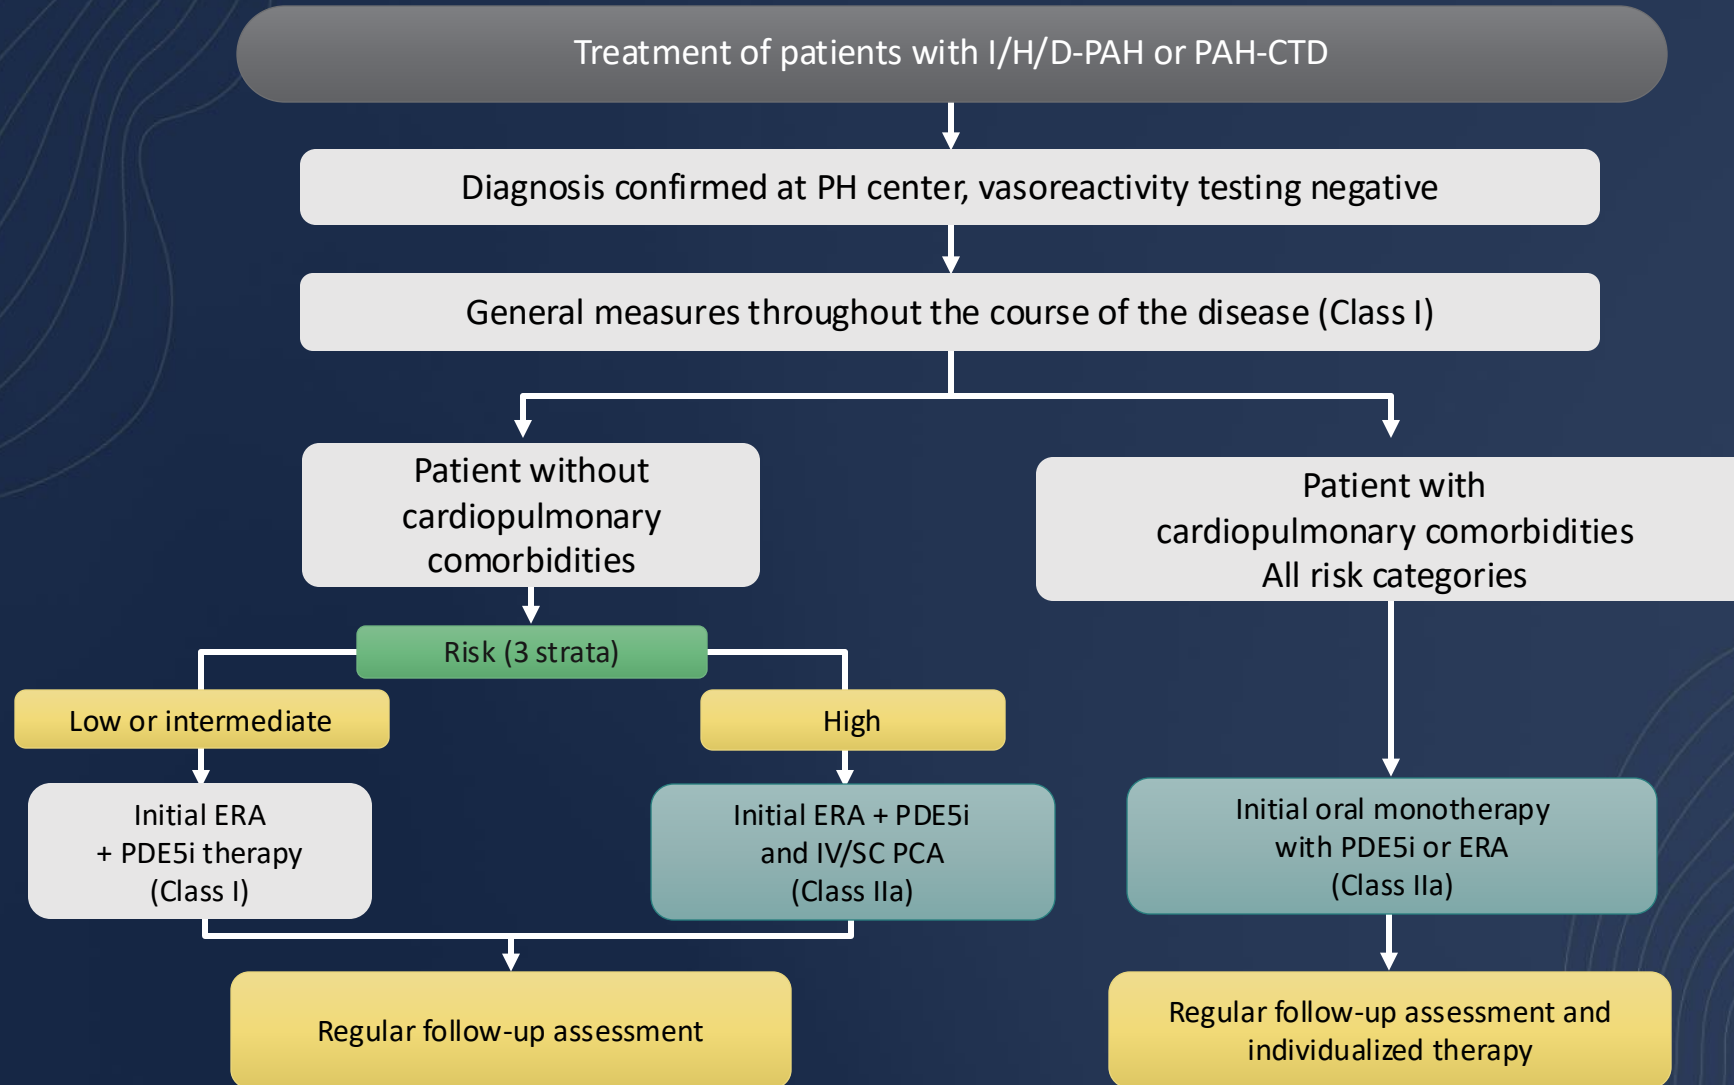 Treatment of patients with I/H/D-PAH or PAH-CTD
Diagnosis confirmed at PH center, vasoreactivity testing negative
General measures throughout the course of the disease (Class I)
Patient without
cardiopulmonary
comorbidities
Patient with
cardiopulmonary comorbidities
All risk categories
Risk (3 strata)
Low or intermediate
High
Initial ERA
+ PDE5i therapy
(Class I)
Initial ERA + PDE5i
and IV/SC PCA
(Class IIa)
Initial oral monotherapy
with PDE5i or ERA
(Class IIa)
Regular follow-up assessment
Regular follow-up assessment and
individualized therapy